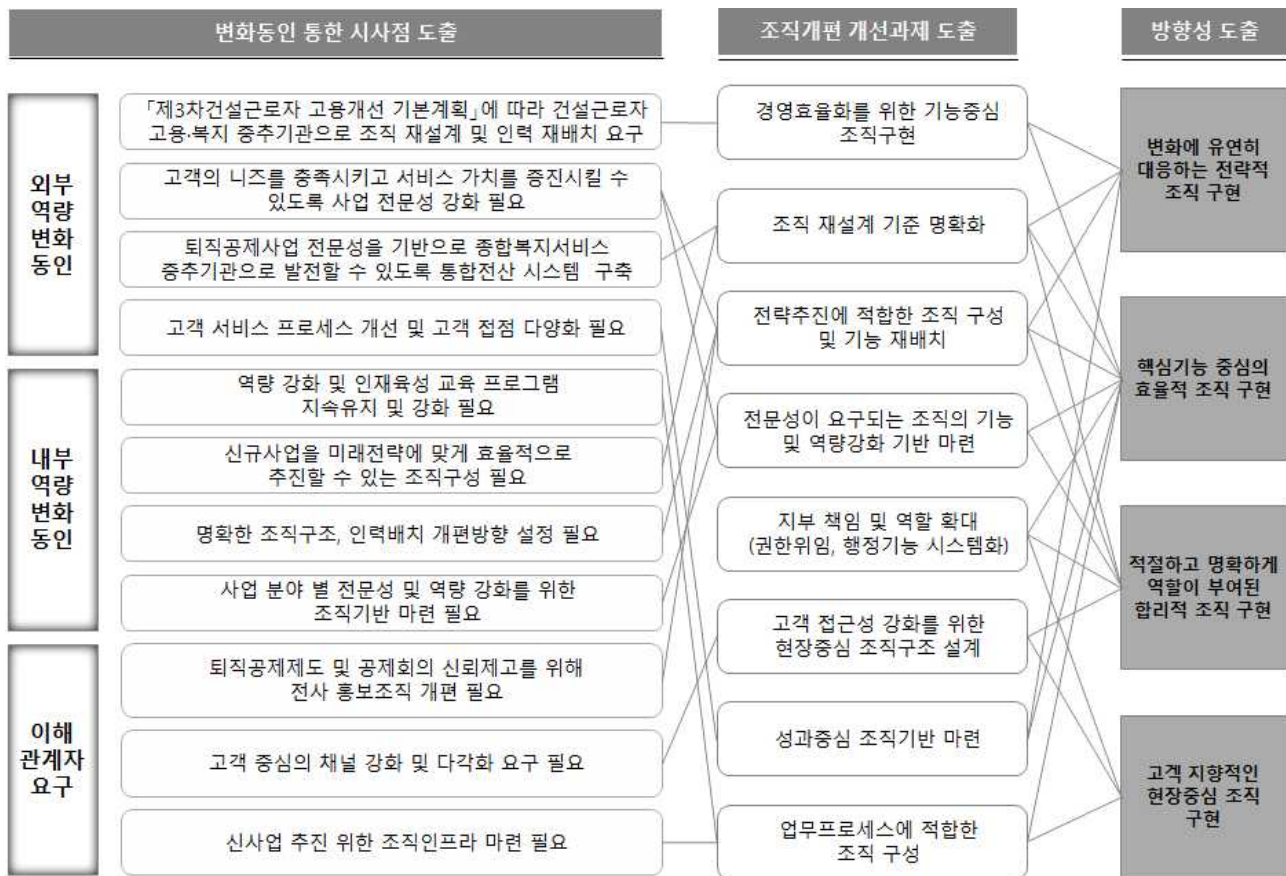 변화동인 통한 시사점 도출
조직개편 개선과제 도출
방향성 도출
외부
역량
변화
동인
「제3차건설근로자 고용개선 기본계획」에 따라 건설근로자
고용·복지 중추기관으로 조직 재설계 및 인력 재배치 요구
고객의 니즈를 충족시키고 서비스 가치를 증진시킬 수
있도록 사업 전문성 강화 필요
퇴직공제사업 전문성을 기반으로 종합복지서비스
중추기관으로 발전할 수 있도록 통합전산 시스템 구축
고객 서비스 프로세스 개선 및 고객 접점 다양화 필요
내부
역량
변화
동인
역량 강화 및 인재육성 교육 프로그램
지속유지 및 강화 필요
신규사업을 미래전략에 맞게 효율적으로
추진할 수 있는 조직구성 필요
명확한 조직구조, 인력배치 개편방향 설정 필요
사업 분야 별 전문성 및 역량 강화를 위한
조직기반 마련 필요
이해
관계자
요구
퇴직공제제도 및 공제회의 신뢰제고를 위해
전사 홍보조직 개편 필요
고객 중심의 채널 강화 및 다각화 요구 필요
신사업 추진 위한 조직인프라 마련 필요
경영효율화를 위한 기능중심
조직구현
조직 재설계 기준 명확화
전략추진에 적합한 조직 구성
및 기능 재배치
전문성이 요구되는 조직의 기능
및 역량강화 기반 마련
지부 책임 및 역할 확대
(권한위임, 행정기능 시스템화)
고객 접근성 강화를 위한
현장중심 조직구조 설계
성과중심 조직기반 마련
업무프로세스에 적합한
조직 구성
변화에 유연히
대응하는 전략적
조직 구현
핵심기능 중심의
효율적 조직 구현
적절하고 명확하게
역할이 부여된
합리적 조직 구현
고객 지향적인
현장중심 조직
구현